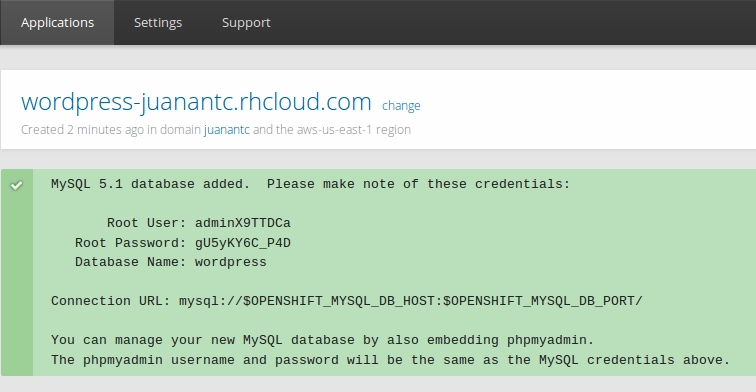 Applications Settings Support
wordpress-juanantc.rhcloud.com change
Created 2 minutes ago in domain juanantc and the aws-us-east-1 region
MySQL 5.1 database added.  Please make note of these credentials:
Root User: adminX9TTDCa
Root Password: gU5yKY6C_P4D
Database Name: wordpress
Connection URL: mysql://$OPENSHIFT_MYSQL_DB_HOST:$OPENSHIFT_MYSQL_DB_PORT/
You can manage your new MySQL database by also embedding phpmyadmin.
The phpmyadmin username and password will be the same as the MySQL credentials above.